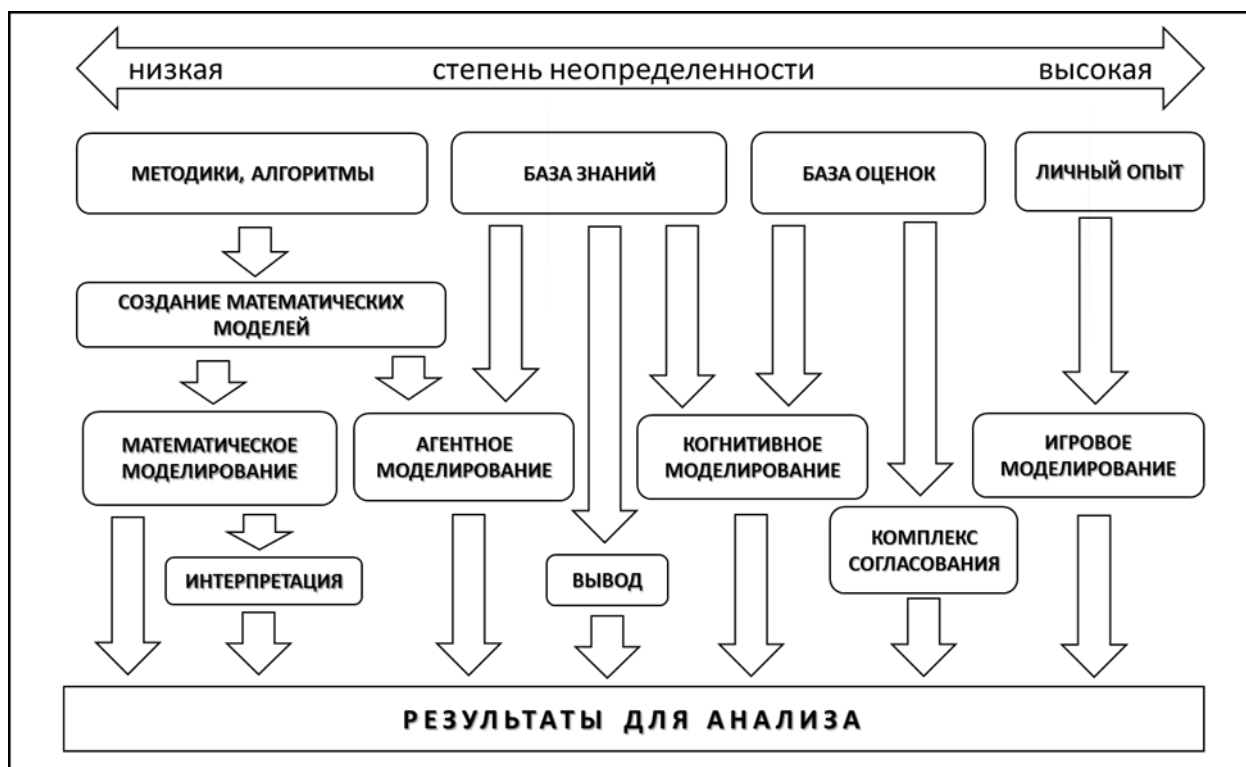 низкая степень неопределенности высокая
МЕТОДИКИ, АЛГОРИТМЫ
БАЗА ЗНАНИЙ
БАЗА ОЦЕНОК
ЛИЧНЫЙ ОПЫТ
СОЗДАНИЕ МАТЕМАТИЧЕСКИХ
МОДЕЛЕЙ
МАТЕМАТИЧЕСКОЕ
МОДЕЛИРОВАНИЕ
АГЕНТНОЕ
МОДЕЛИРОВАНИЕ
КОГНИТИВНОЕ
МОДЕЛИРОВАНИЕ
ИГРОВОЕ
МОДЕЛИРОВАНИЕ
ИНТЕРПРЕТАЦИЯ
ВЫВОД
КОМПЛЕКС
СОГЛАСОВАНИЯ
РЕЗУЛЬТАТЫ ДЛЯ АНАЛИЗА